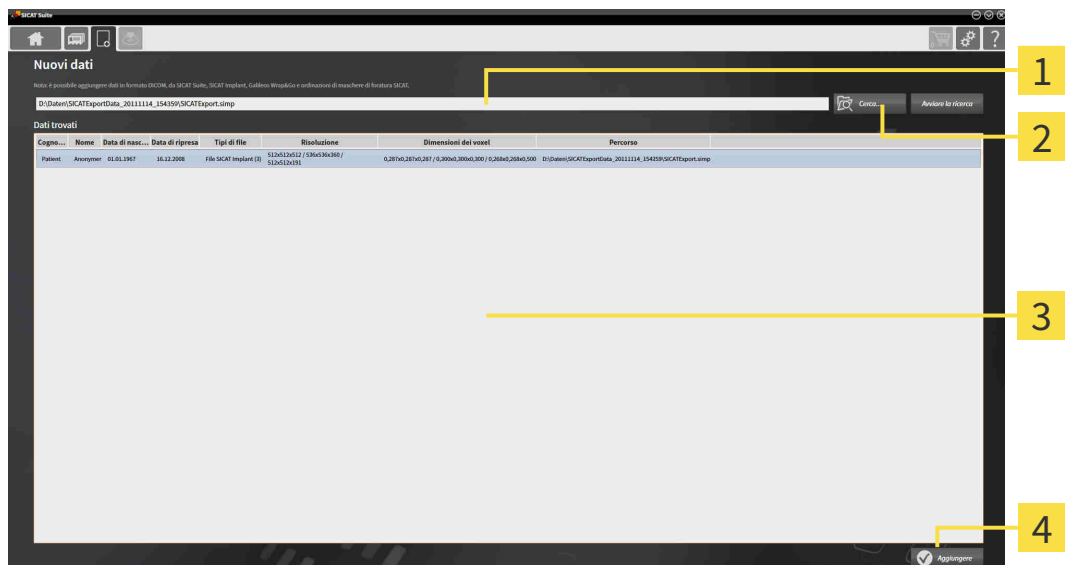 SICAT Suite
?
Nuovi dati
Nota: è possibile aggiungere dati in formato DICOM, da SICAT Suite, SICAT Implant, Galileos Wrap&Go e ordinazioni di maschere di foratura SICAT.
D:\Daten\SICATExportData_20111114_154359\SICATExport.simp
Cerca...
Avviare la ricerca
Dati trovati
Cogno... Nome Data di nasc... Data di ripresa Tipi di file Risoluzione Dimensioni dei voxel Percorso
Patient Anonymer 01.01.1967 16.12.2008 File SICAT Implant (3) 512x512x512 / 536x536x360 / 0,287x0,287x0,287 / 0,300x0,300x0,300 / 0,268x0,268x0,500 D:\Daten\SICATExportData_20111114_154359\SICATExport.simp
512x512x191
Aggiungere
1
2
3
4